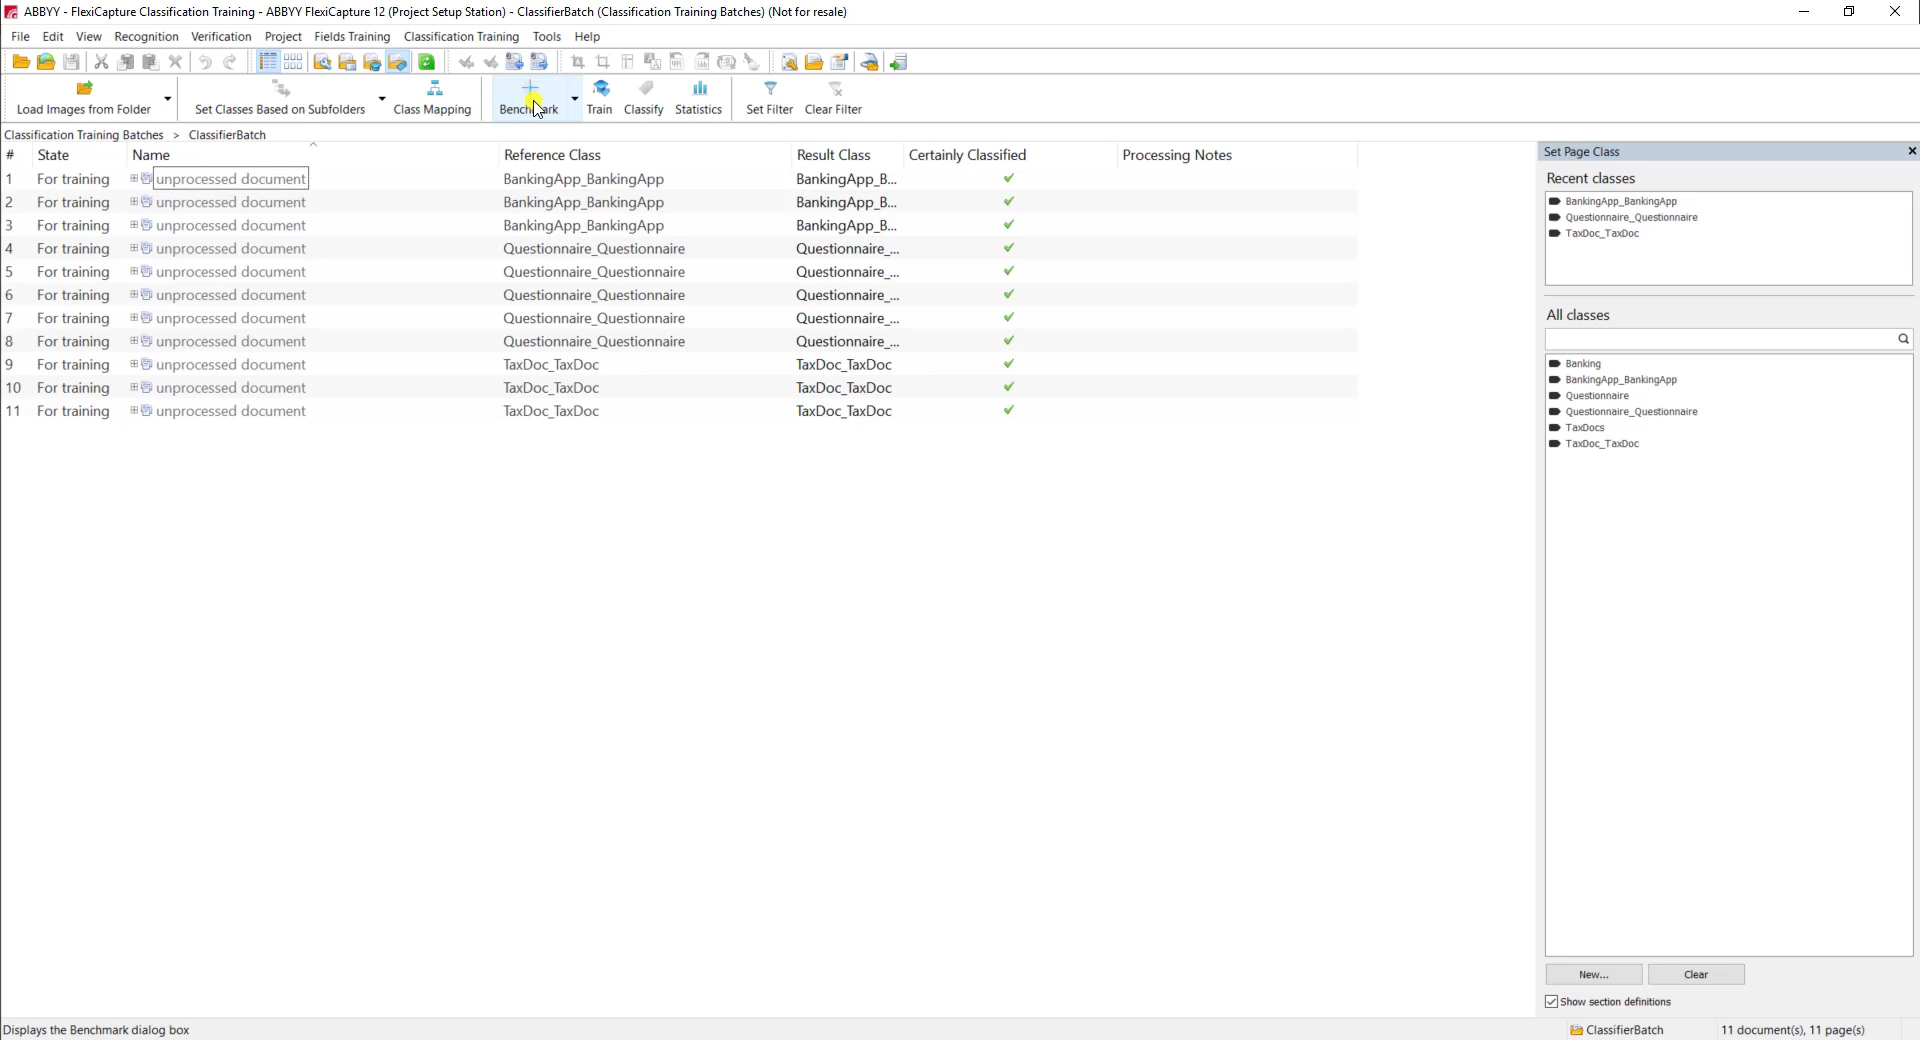 ABBYY - FlexiCapture Classification Training - ABBYY FlexiCapture 12 (Project Setup Station) - ClassifierBatch (Classification Training Batches) (Not for resale)
File Edit View Recognition Verification Project Fields Training Classification Training Tools Help
Load Images from Folder Set Classes Based on Subfolders Class Mapping Benchmark Train Classify Statistics Set Filter Clear Filter
Classification Training Batches > ClassifierBatch
# State Name Reference Class Result Class Certainly Classified Processing Notes
1 For training unprocessed document BankingApp_BankingApp BankingApp_B...
2 For training unprocessed document BankingApp_BankingApp BankingApp_B...
3 For training unprocessed document BankingApp_BankingApp BankingApp_B...
4 For training unprocessed document Questionnaire_Questionnaire Questionnaire_...
5 For training unprocessed document Questionnaire_Questionnaire Questionnaire_...
6 For training unprocessed document Questionnaire_Questionnaire Questionnaire_...
7 For training unprocessed document Questionnaire_Questionnaire Questionnaire_...
8 For training unprocessed document Questionnaire_Questionnaire Questionnaire_...
9 For training unprocessed document TaxDoc_TaxDoc TaxDoc_TaxDoc
10 For training unprocessed document TaxDoc_TaxDoc TaxDoc_TaxDoc
11 For training unprocessed document TaxDoc_TaxDoc TaxDoc_TaxDoc
Set Page Class
Recent classes
BankingApp_BankingApp
Questionnaire_Questionnaire
TaxDoc_TaxDoc
All classes
Banking
BankingApp_BankingApp
Questionnaire
Questionnaire_Questionnaire
TaxDocs
TaxDoc_TaxDoc
New... Clear
Show section definitions
Displays the Benchmark dialog box ClassifierBatch 11 document(s), 11 page(s)